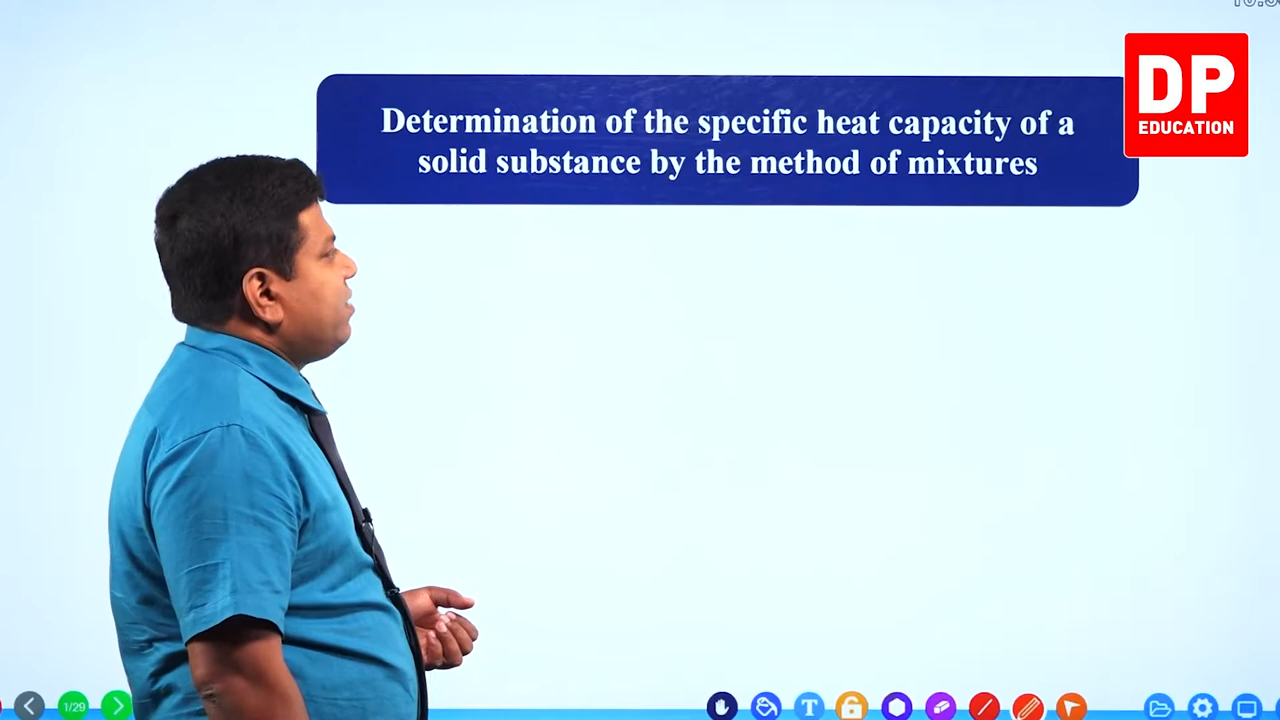 DP
EDUCATION
Determination of the specific heat capacity of a
solid substance by the method of mixtures
1/29
T